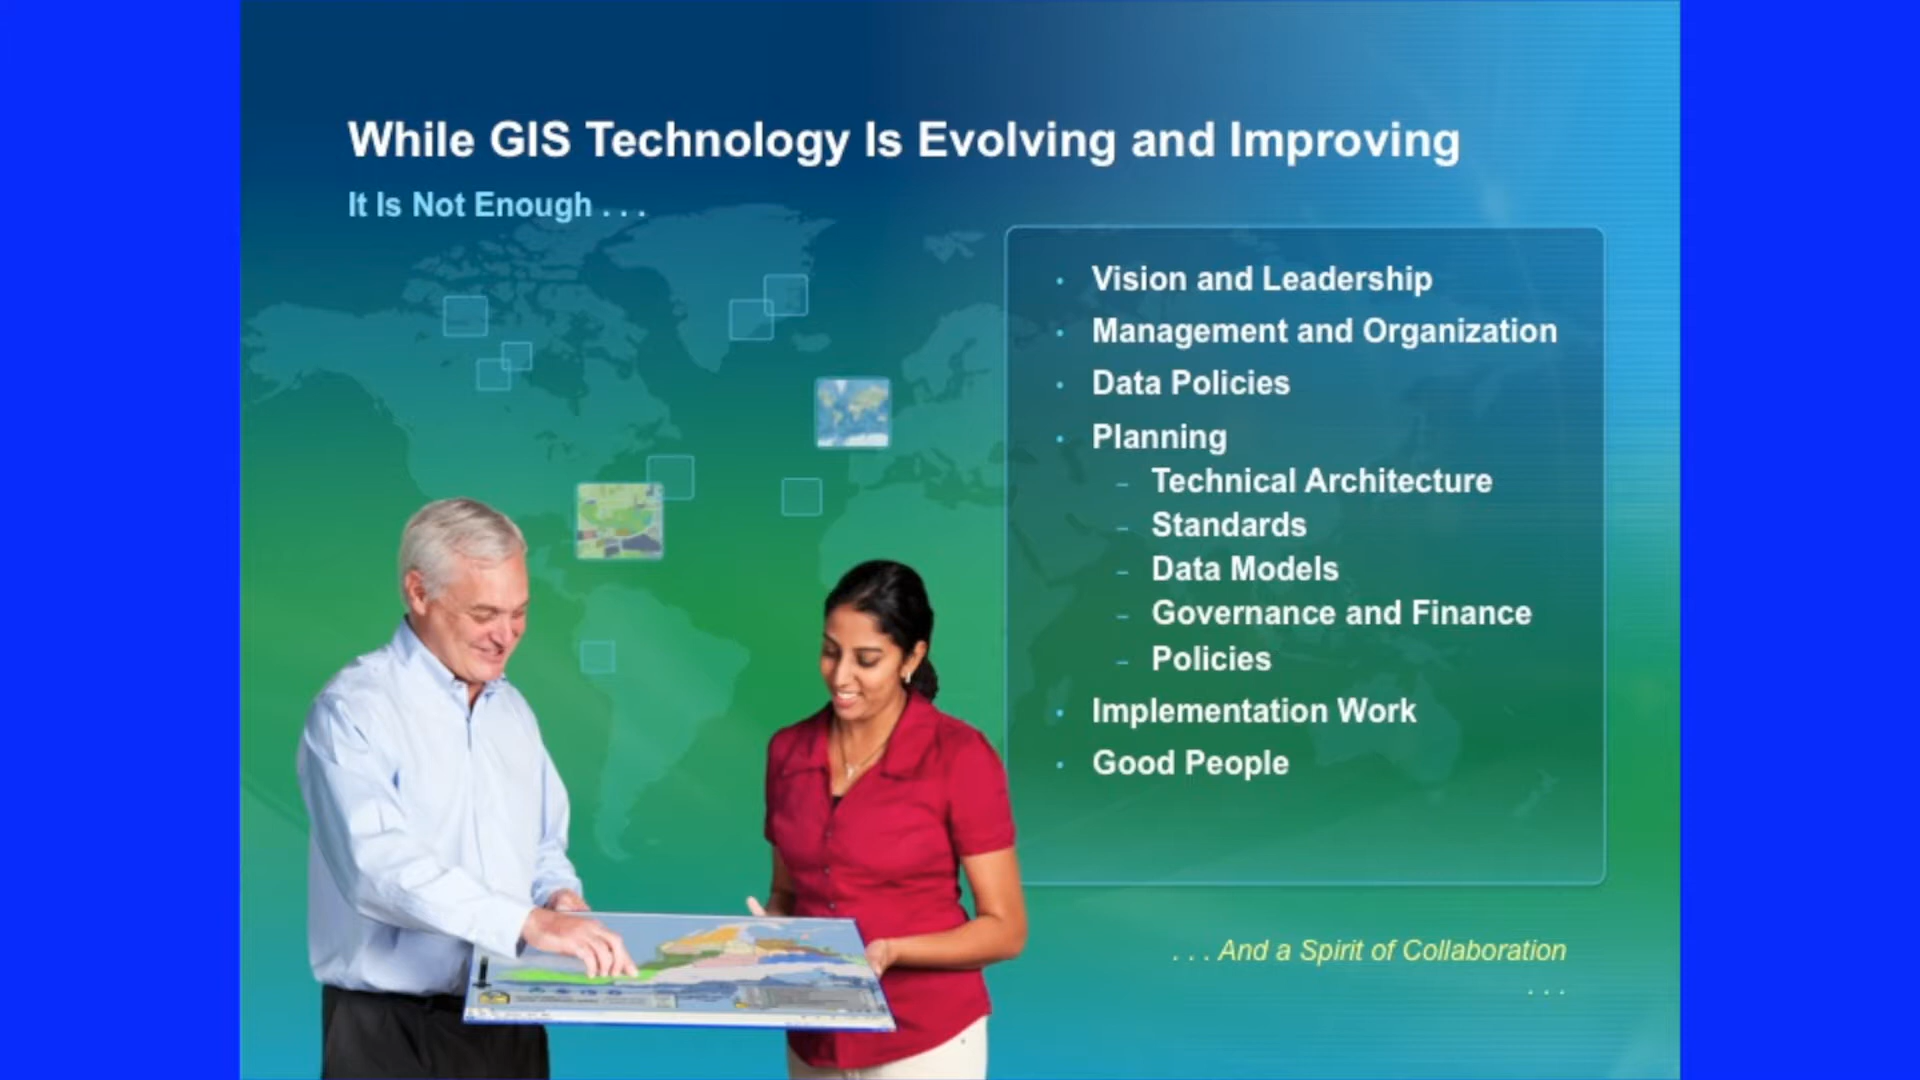 While GIS Technology Is Evolving and Improving
It Is Not Enough . . .
• Vision and Leadership
• Management and Organization
• Data Policies
• Planning
– Technical Architecture
– Standards
– Data Models
– Governance and Finance
– Policies
• Implementation Work
• Good People
. . . And a Spirit of Collaboration
. . .